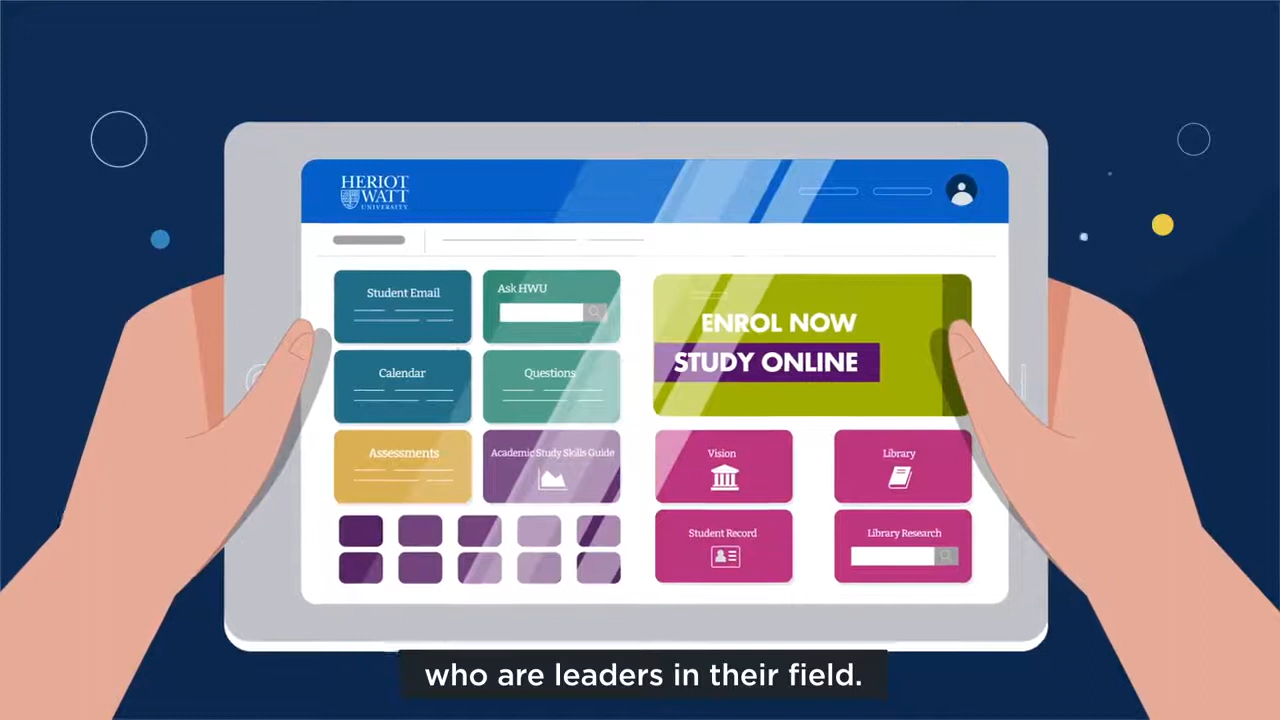 HERIOT
WATT
UNIVERSITY
Student Email
Ask HWU
ENROL NOW
STUDY ONLINE
Calendar
Questions
Assessments
Academic Study Skills Guide
Vision
Library
Student Record
Library Research
who are leaders in their field.